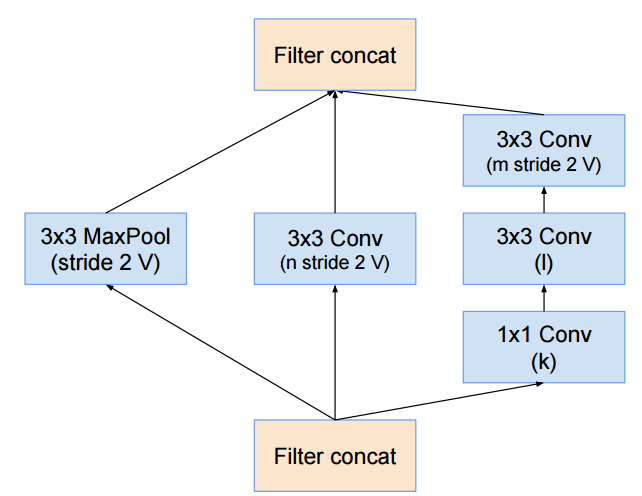 Filter concat
3x3 Conv
(m stride 2 V)
3x3 MaxPool
(stride 2 V)
3x3 Conv
(n stride 2 V)
3x3 Conv
(l)
1x1 Conv
(k)
Filter concat